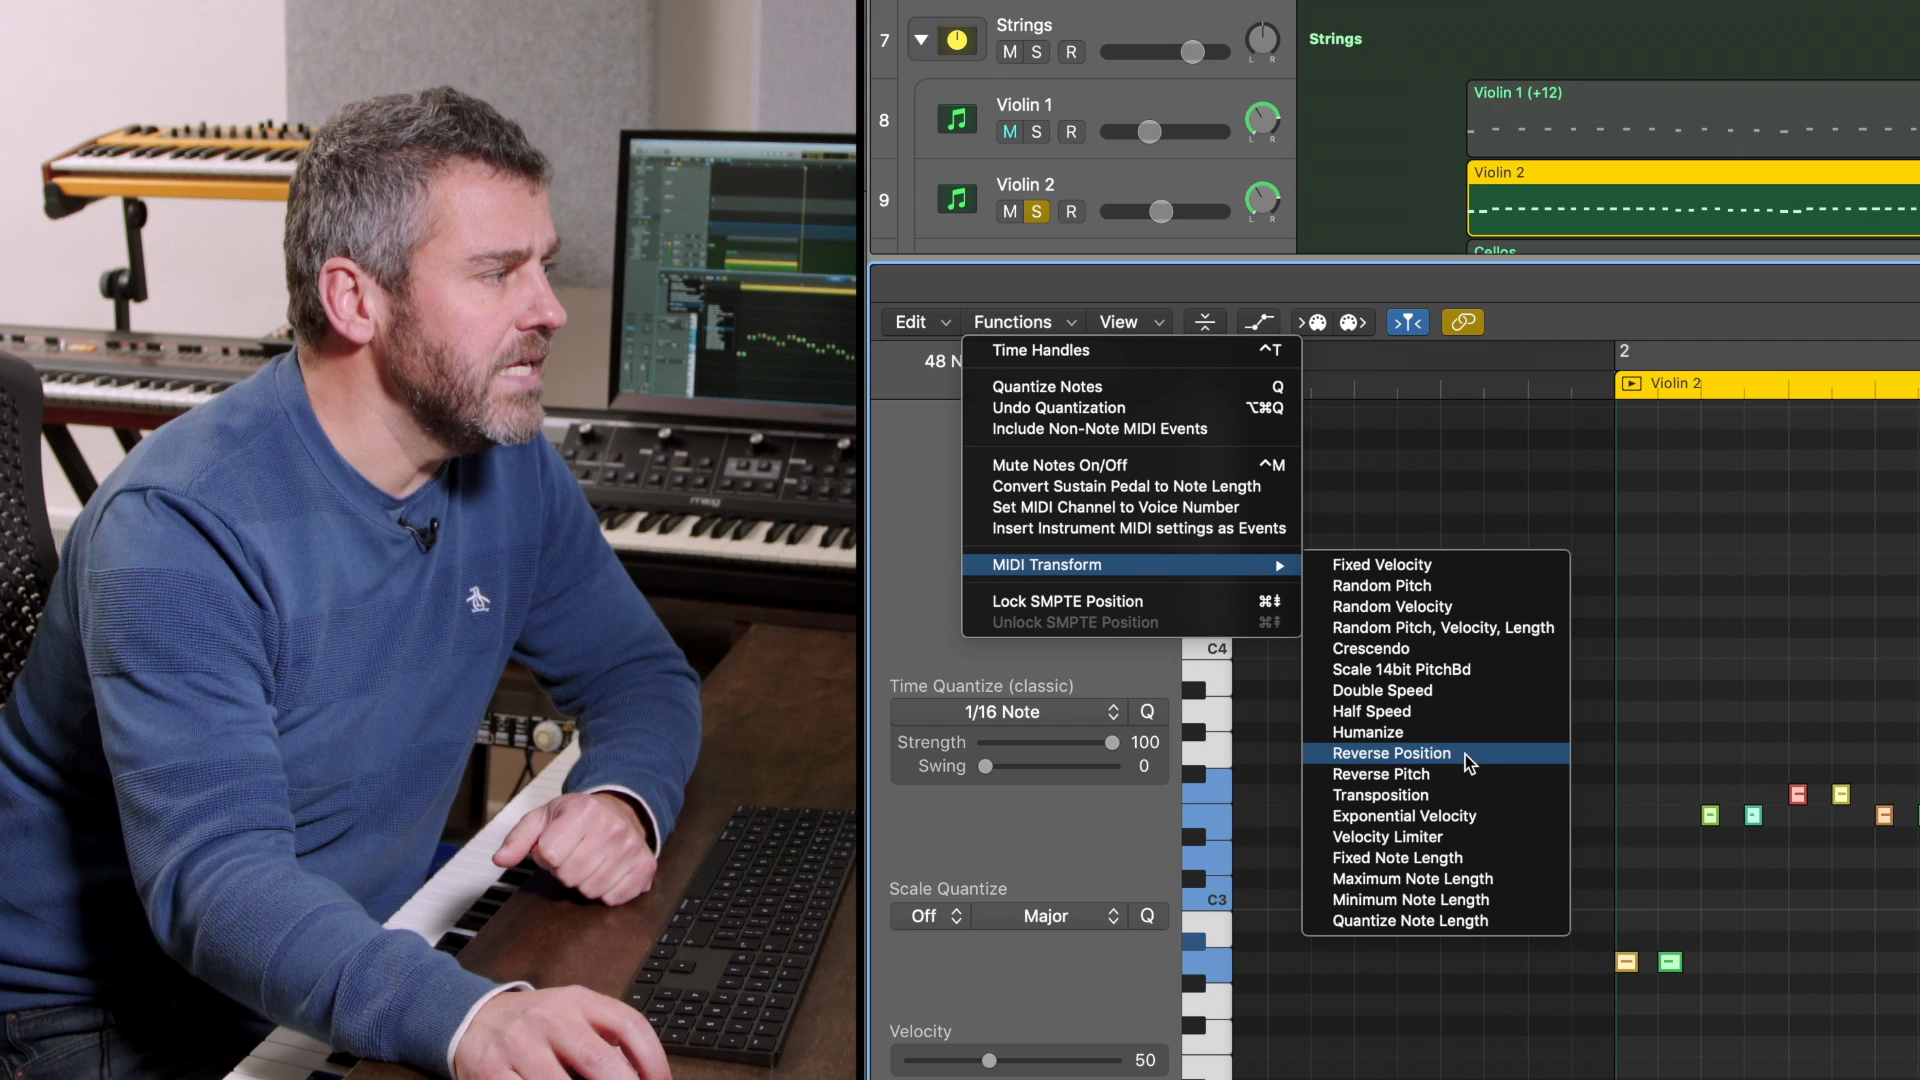 7
Strings
M S R
L R
Strings
8
Violin 1
M S R
L R
Violin 1 (+12)
9
Violin 2
M S R
L R
Violin 2
Cellos
Edit
Functions
View
48 N
2
Violin 2
Time Handles ^T
Quantize Notes Q
Undo Quantization ⌥⌘Q
Include Non-Note MIDI Events
Mute Notes On/Off ^M
Convert Sustain Pedal to Note Length
Set MIDI Channel to Voice Number
Insert Instrument MIDI settings as Events
MIDI Transform
Lock SMPTE Position ⌘⇞
Unlock SMPTE Position ⌘⇞
Fixed Velocity
Random Pitch
Random Velocity
Random Pitch, Velocity, Length
Crescendo
Scale 14bit PitchBd
Double Speed
Half Speed
Humanize
Reverse Position
Reverse Pitch
Transposition
Exponential Velocity
Velocity Limiter
Fixed Note Length
Maximum Note Length
Minimum Note Length
Quantize Note Length
C4
C3
Time Quantize (classic)
1/16 Note Q
Strength 100
Swing 0
Scale Quantize
Off Major Q
Velocity
50
moog